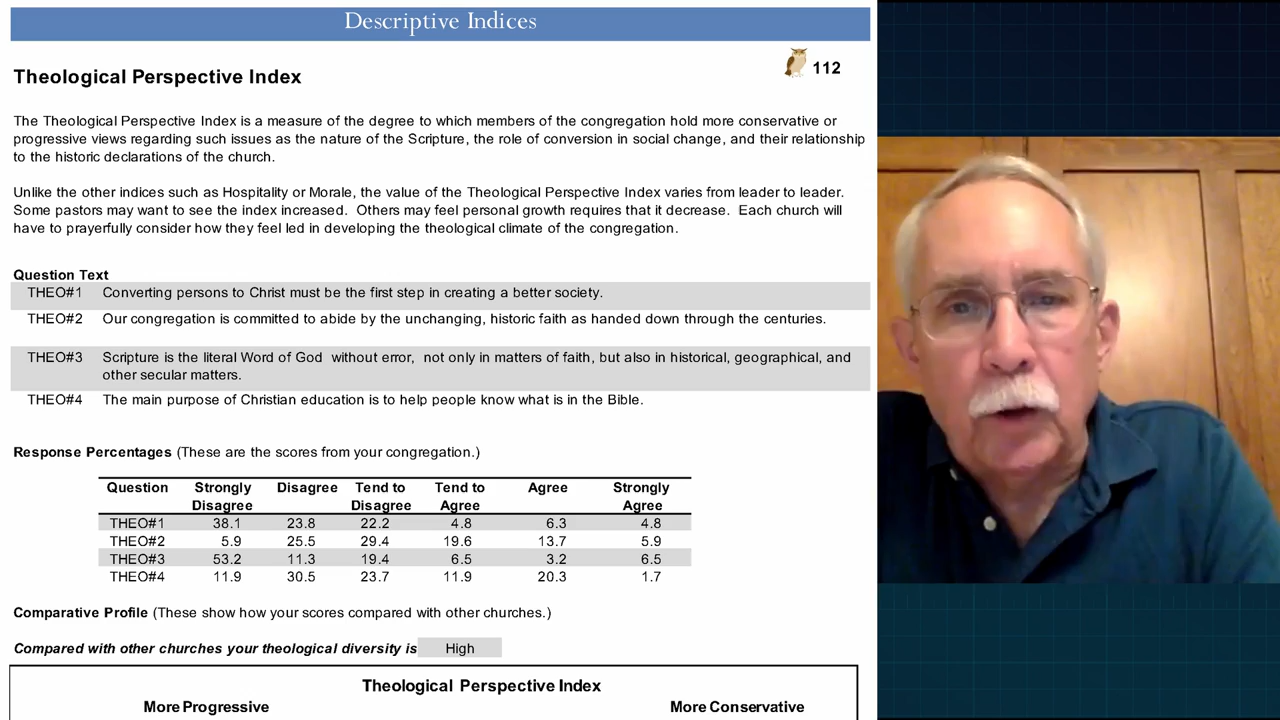 Descriptive Indices
112
Theological Perspective Index
The Theological Perspective Index is a measure of the degree to which members of the congregation hold more conservative or
progressive views regarding such issues as the nature of the Scripture, the role of conversion in social change, and their relationship
to the historic declarations of the church.
Unlike the other indices such as Hospitality or Morale, the value of the Theological Perspective Index varies from leader to leader.
Some pastors may want to see the index increased. Others may feel personal growth requires that it decrease. Each church will
have to prayerfully consider how they feel led in developing the theological climate of the congregation.
Question Text
THEO#1 Converting persons to Christ must be the first step in creating a better society.
THEO#2 Our congregation is committed to abide by the unchanging, historic faith as handed down through the centuries.
THEO#3 Scripture is the literal Word of God without error, not only in matters of faith, but also in historical, geographical, and
other secular matters.
THEO#4 The main purpose of Christian education is to help people know what is in the Bible.
Response Percentages (These are the scores from your congregation.)
Question Strongly Disagree Tend to Tend to Agree Strongly
Disagree Disagree Agree Agree
THEO#1 38.1 23.8 22.2 4.8 6.3 4.8
THEO#2 5.9 25.5 29.4 19.6 13.7 5.9
THEO#3 53.2 11.3 19.4 6.5 3.2 6.5
THEO#4 11.9 30.5 23.7 11.9 20.3 1.7
Comparative Profile (These show how your scores compared with other churches.)
Compared with other churches your theological diversity is High
Theological Perspective Index
More Progressive More Conservative